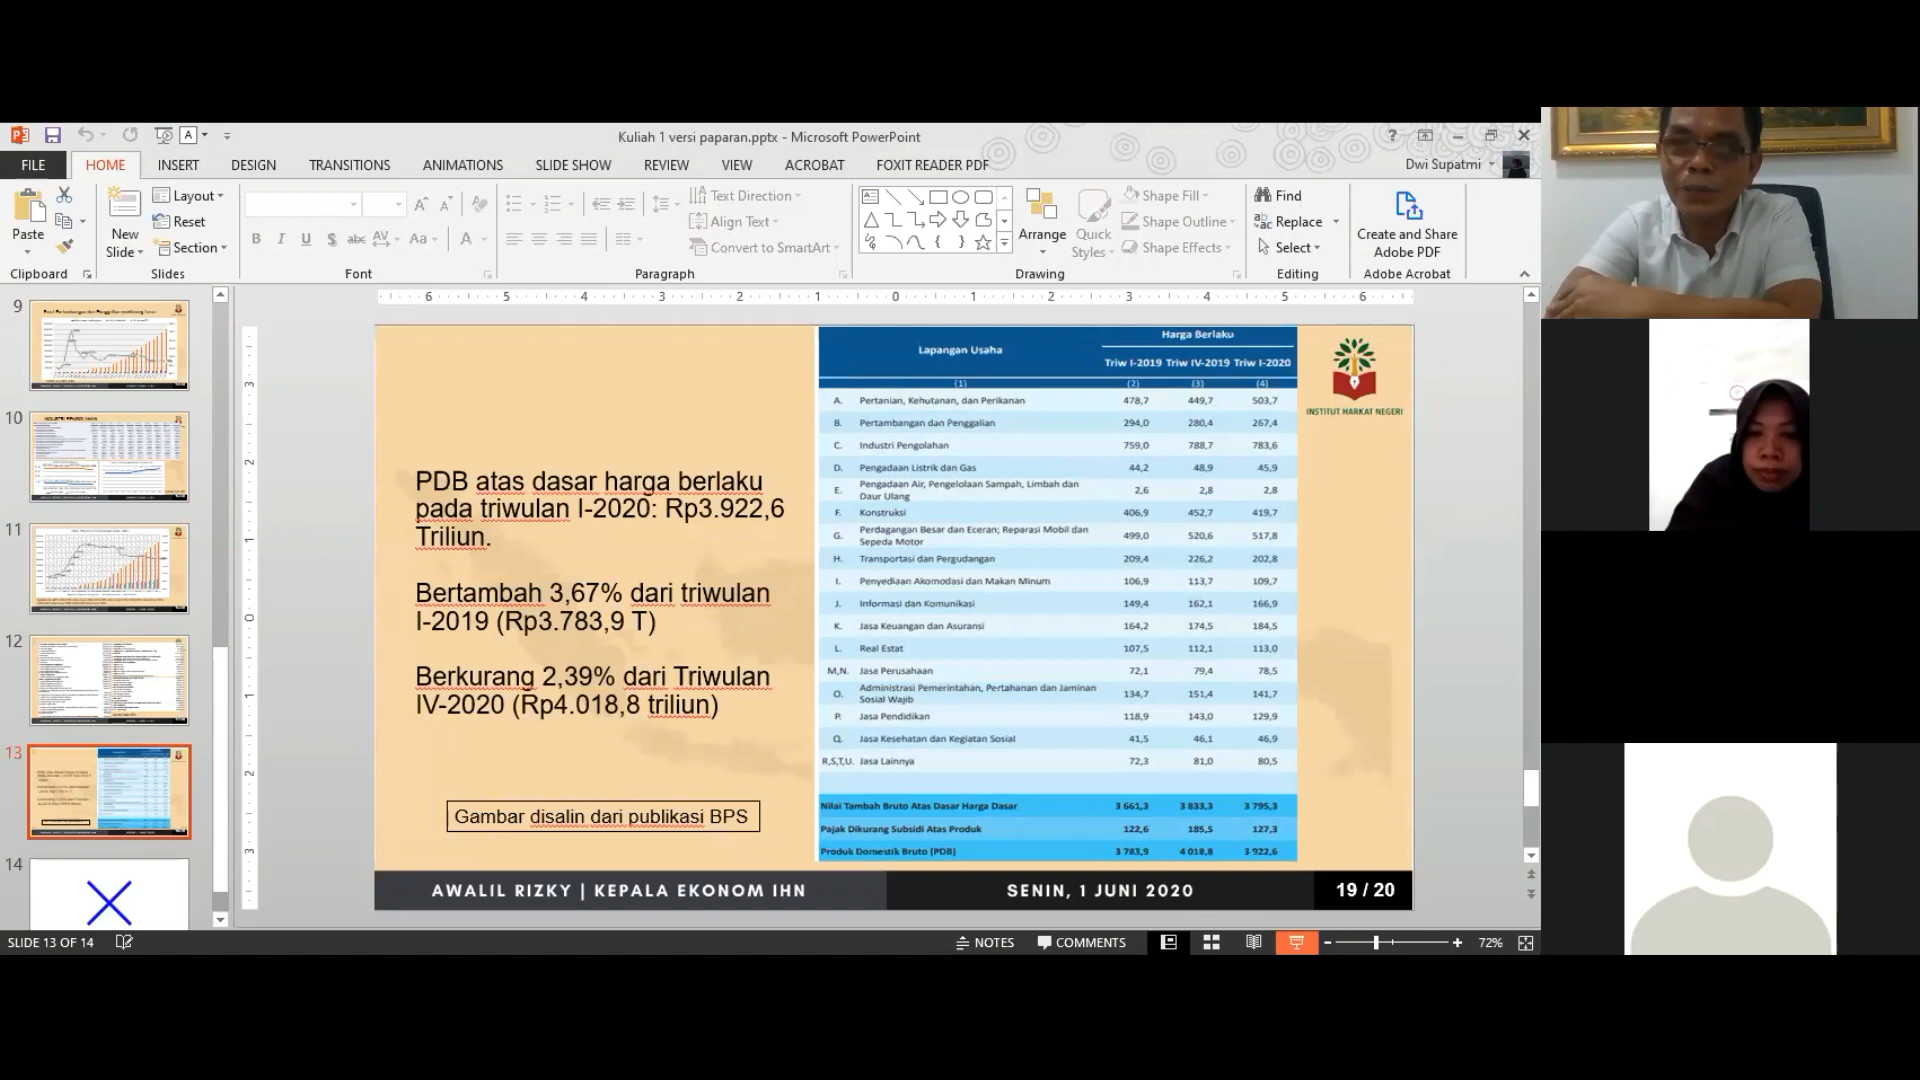 Kuliah 1 versi paparan.pptx - Microsoft PowerPoint
FILE HOME INSERT DESIGN TRANSITIONS ANIMATIONS SLIDE SHOW REVIEW VIEW ACROBAT FOXIT READER PDF Dwi Supatmi
Paste
Clipboard
New
Slide
Layout
Reset
Section
Slides
Font
Text Direction
Align Text
Convert to SmartArt
Paragraph
Arrange
Quick
Styles
Shape Fill
Shape Outline
Shape Effects
Drawing
Find
Replace
Select
Editing
Create and Share
Adobe PDF
Adobe Acrobat
9
10
11
12
13
14
PDB atas dasar harga berlaku
pada triwulan I-2020: Rp3.922,6
Triliun.
Bertambah 3,67% dari triwulan
I-2019 (Rp3.783,9 T)
Berkurang 2,39% dari Triwulan
IV-2020 (Rp4.018,8 triliun)
Gambar disalin dari publikasi BPS
Lapangan Usaha Harga Berlaku
Triw I-2019 Triw IV-2019 Triw I-2020
(1) (2) (3) (4)
A. Pertanian, Kehutanan, dan Perikanan 478,7 449,7 503,7
B. Pertambangan dan Penggalian 294,0 280,4 267,4
C. Industri Pengolahan 759,0 788,7 783,6
D. Pengadaan Listrik dan Gas 44,2 48,9 45,9
E. Pengadaan Air, Pengelolaan Sampah, Limbah dan
Daur Ulang 2,6 2,8 2,8
F. Konstruksi 406,9 452,7 419,7
G. Perdagangan Besar dan Eceran; Reparasi Mobil dan
Sepeda Motor 499,0 520,6 517,8
H. Transportasi dan Pergudangan 209,4 226,2 202,8
I. Penyediaan Akomodasi dan Makan Minum 106,9 113,7 109,7
J. Informasi dan Komunikasi 149,4 162,1 166,9
K. Jasa Keuangan dan Asuransi 164,2 174,5 184,5
L. Real Estat 107,5 112,1 113,0
M,N. Jasa Perusahaan 72,1 79,4 78,5
O. Administrasi Pemerintahan, Pertahanan dan Jaminan
Sosial Wajib 134,7 151,4 141,7
P. Jasa Pendidikan 118,9 143,0 129,9
Q. Jasa Kesehatan dan Kegiatan Sosial 41,5 46,1 46,9
R,S,T,U. Jasa Lainnya 72,3 81,0 80,5
Nilai Tambah Bruto Atas Dasar Harga Dasar 3 661,3 3 833,3 3 795,3
Pajak Dikurang Subsidi Atas Produk 122,6 185,5 127,3
Produk Domestik Bruto (PDB) 3 783,9 4 018,8 3 922,6
INSTITUT HARKAT NEGERI
AWALIL RIZKY | KEPALA EKONOM IHN SENIN, 1 JUNI 2020 19 / 20
SLIDE 13 OF 14 NOTES COMMENTS 72%